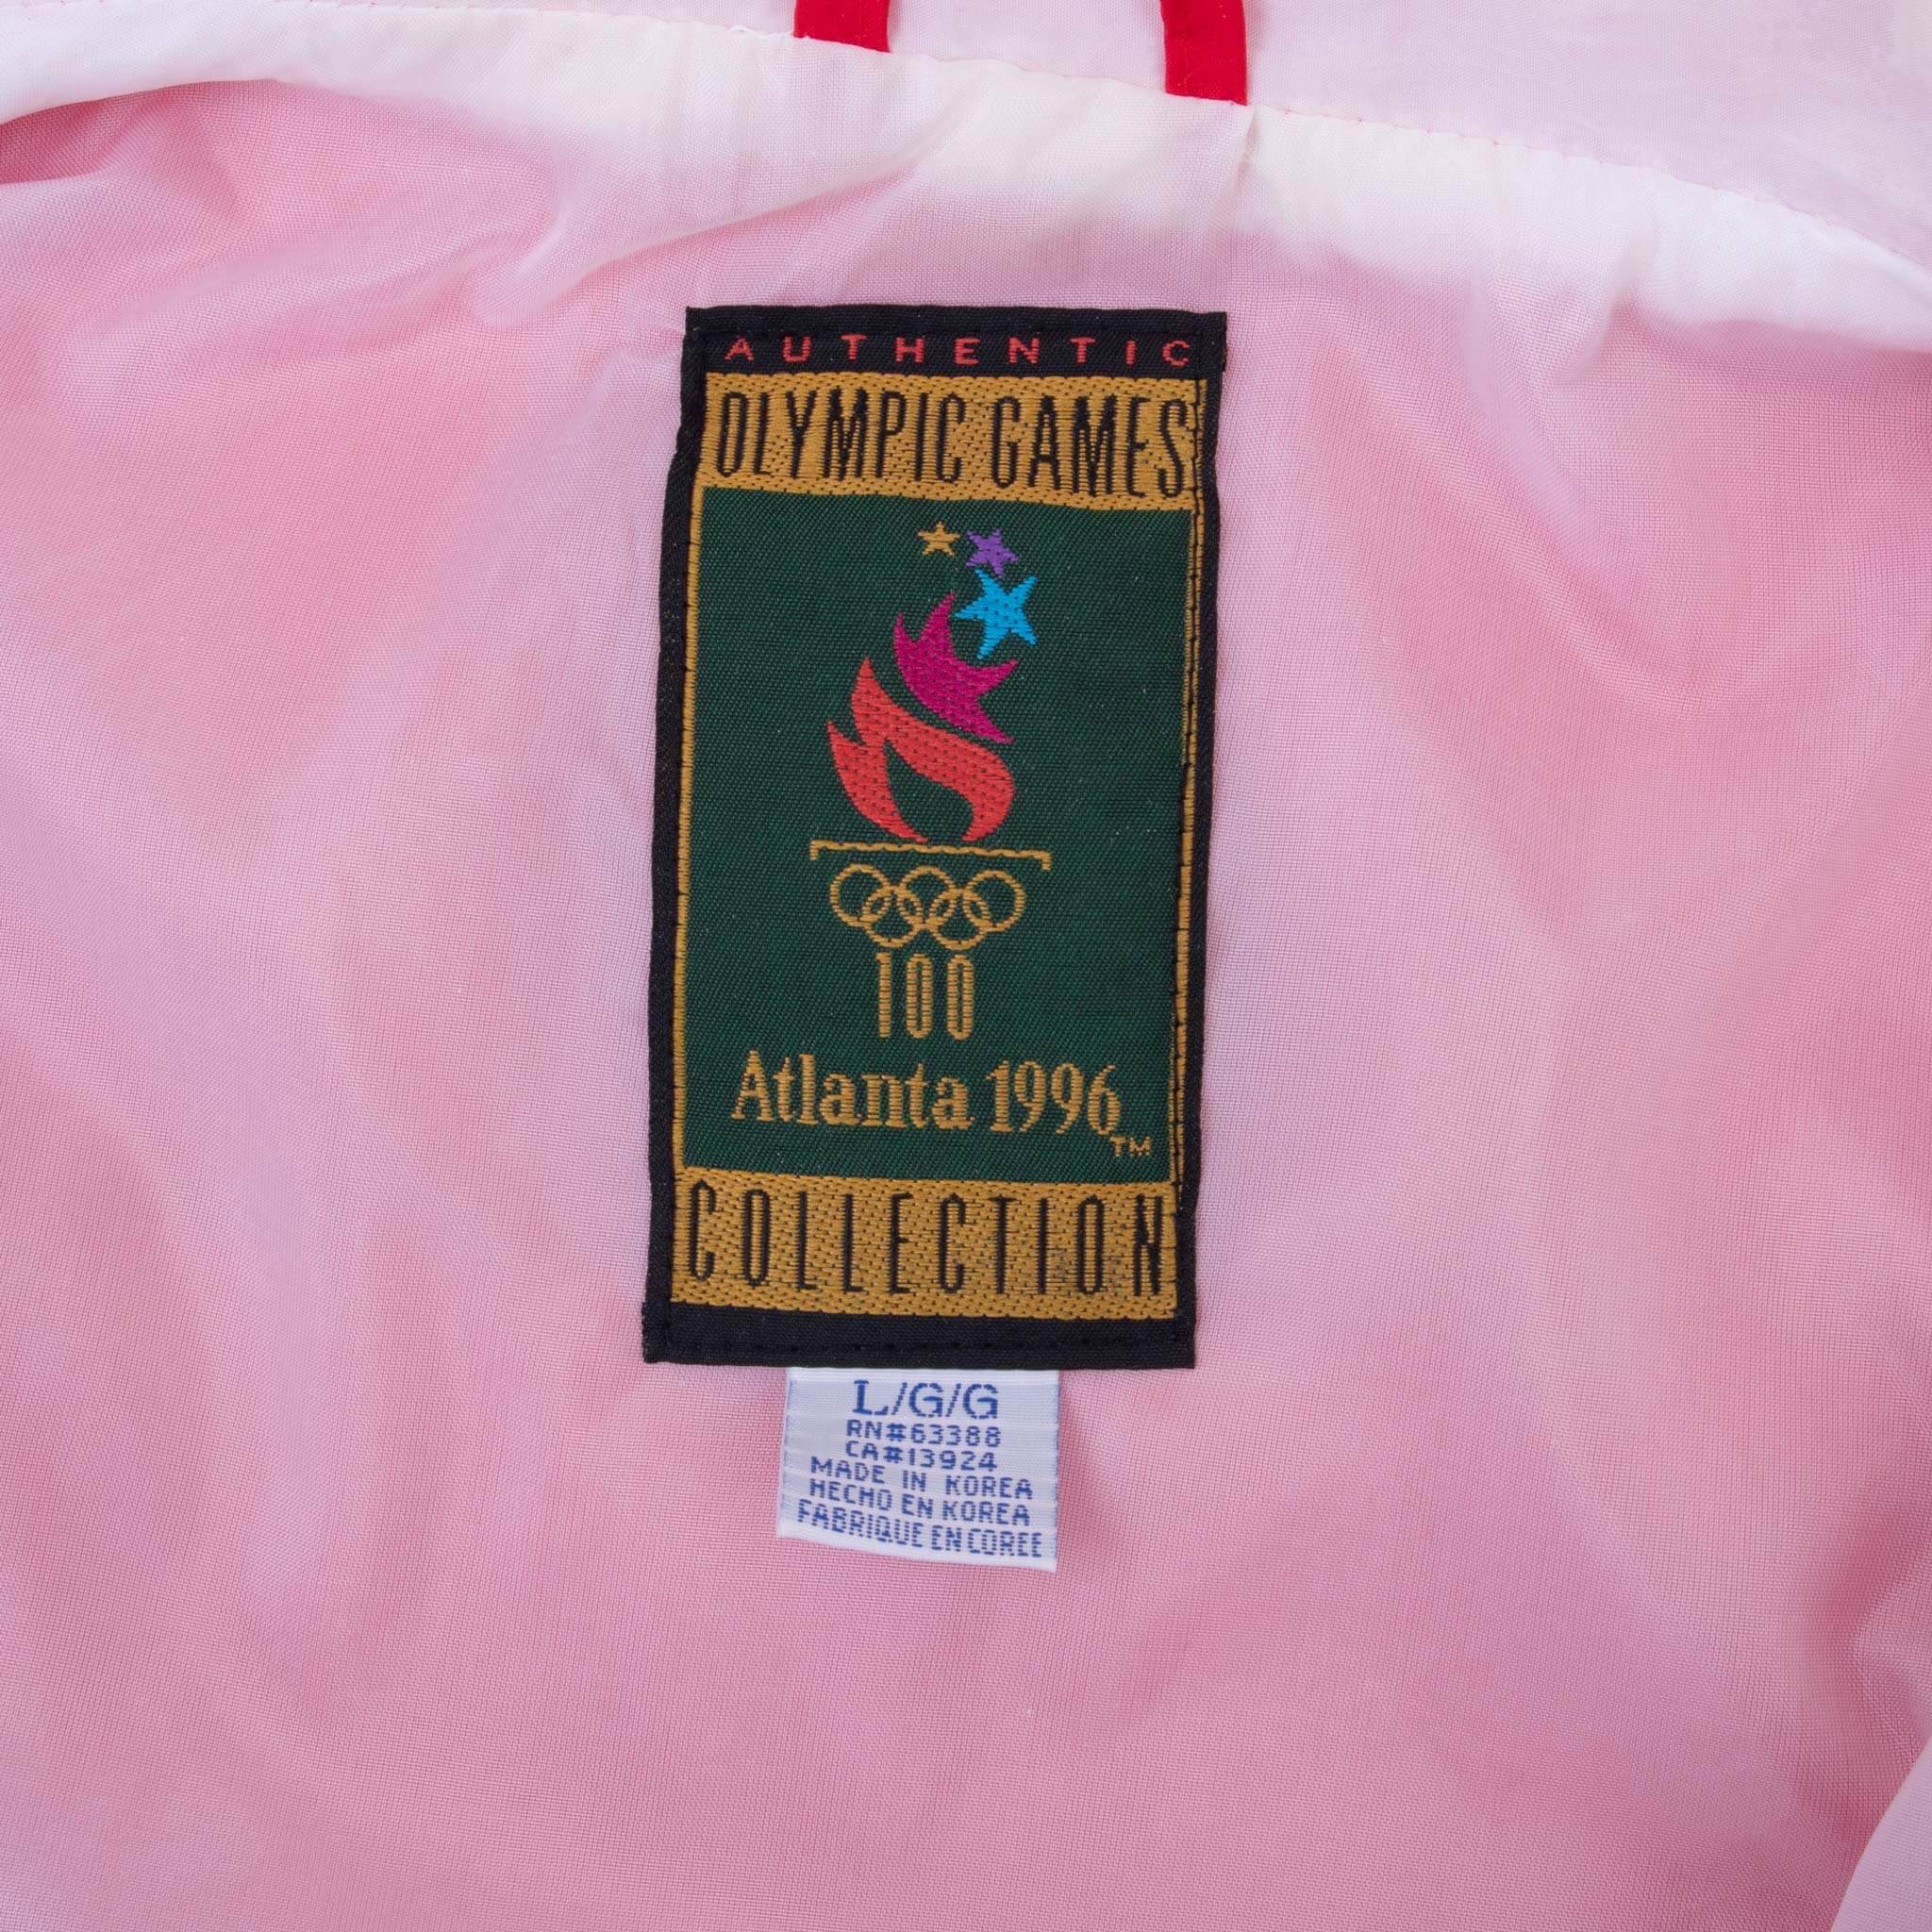 AUTHENTIC
OLYMPIC GAMES
100
Atlanta 1996
TM
COLLECTION
L/G/G
RN#63388
CA#13924
MADE IN KOREA
HECHO EN KOREA
FABRIQUE EN COREE